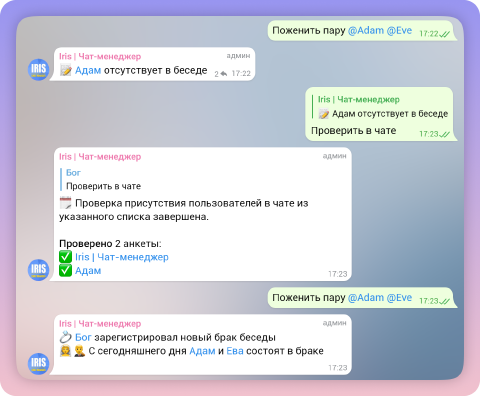 Поженить пару @Adam @Eve
17:22
Iris | Чат-менеджер админ
📝 Адам отсутствует в беседе
2 17:22
IRIS
Iris | Чат-менеджер
📝 Адам отсутствует в беседе
Проверить в чате
17:23
Iris | Чат-менеджер админ
Бог
Проверить в чате
🗓 Проверка присутствия пользователей в чате из
указанного списка завершена.
Проверено 2 анкеты:
✅ Iris | Чат-менеджер
✅ Адам
17:23
IRIS
Поженить пару @Adam @Eve
17:23
Iris | Чат-менеджер админ
💍 Бог зарегистрировал новый брак беседы
👰🤵 С сегодняшнего дня Адам и Ева состоят в браке
17:23
IRIS